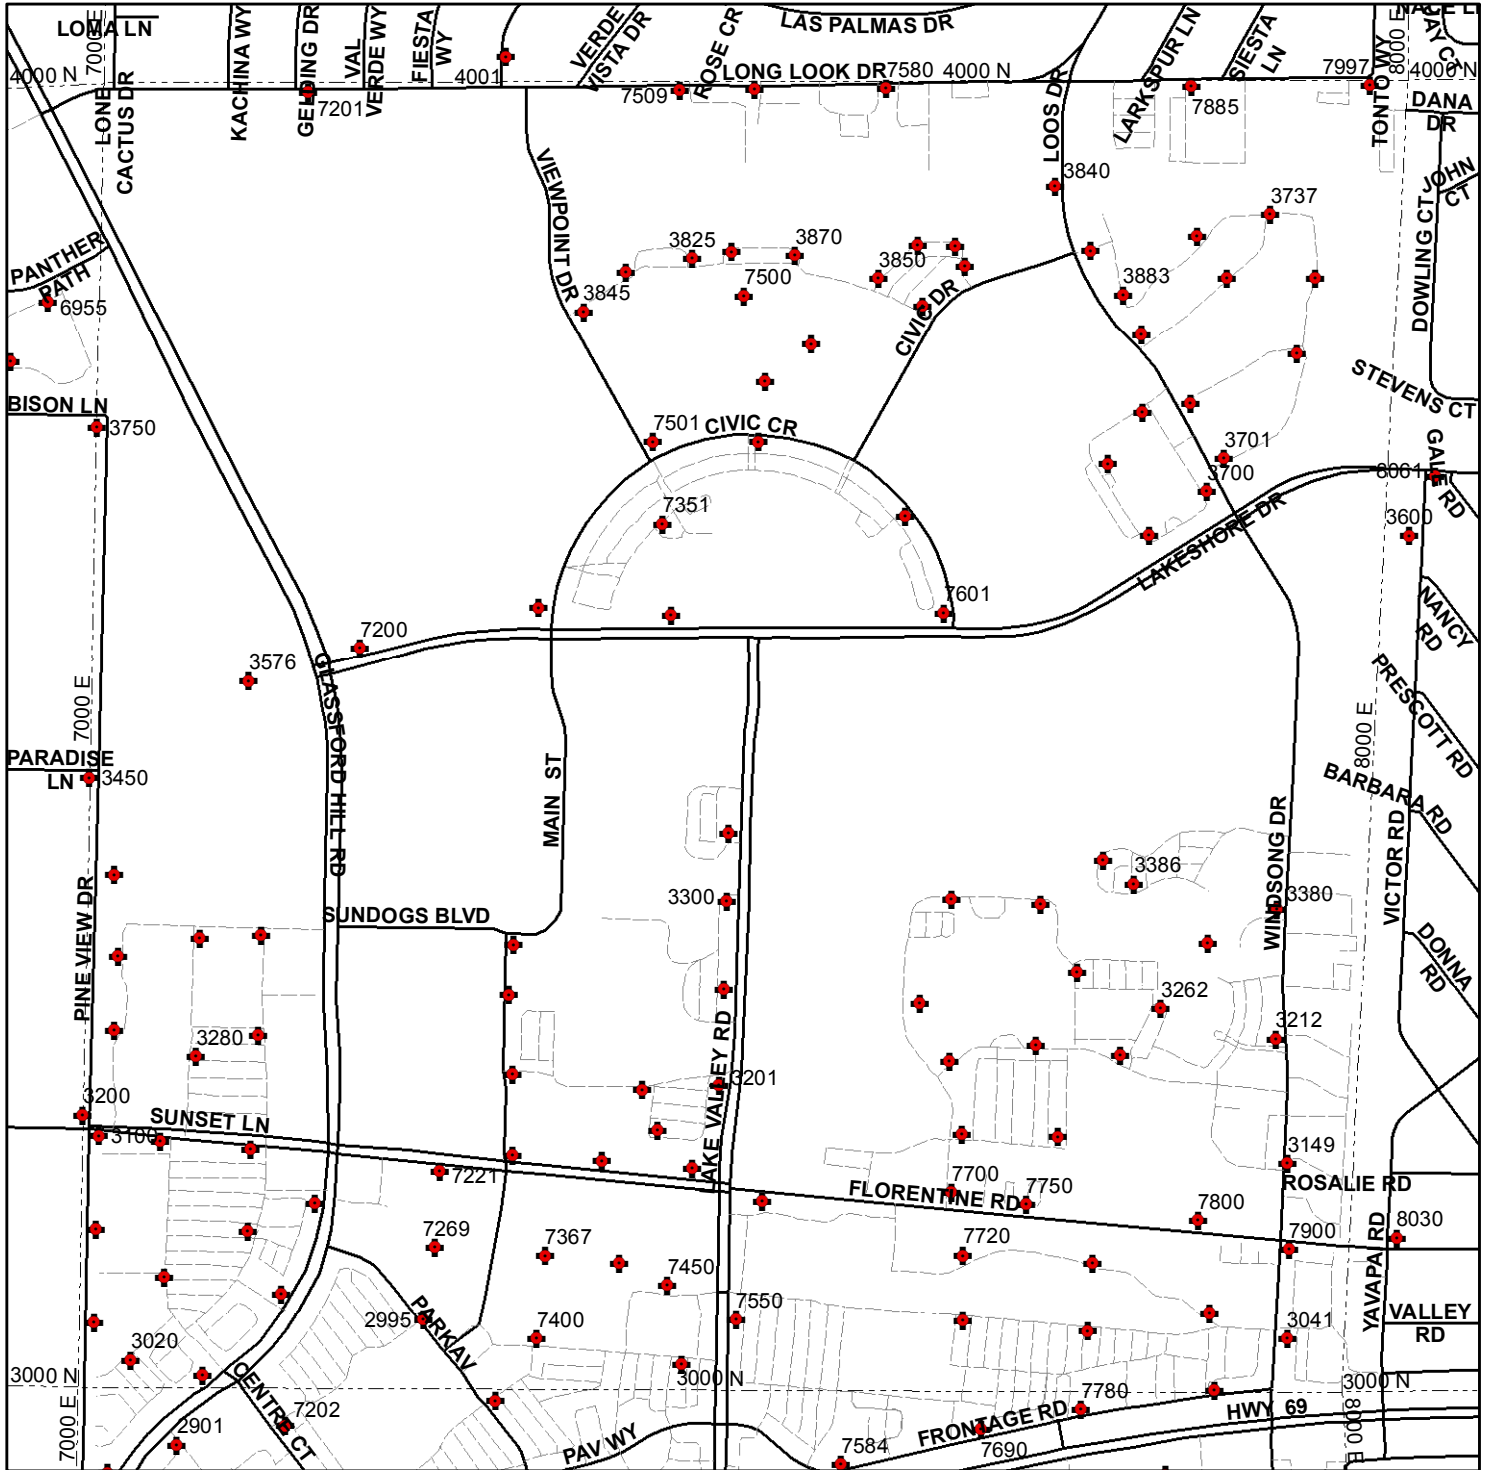 LOMA LN
7000 E
KACHINA WY
GELDING DR
VAL
VERDE WY
FIESTA
WY
VERDE
VISTA DR
ROSE CR
LAS PALMAS DR
LARKSPUR LN
SIESTA
LN
TONTO WY
8000 E
4000 N
4001
LONG LOOK DR
7580
4000 N
7997
4000 N
LONE
CACTUS DR
7201
7509
LOOS DR
7885
DANA
DR
JOHN
CT
VIEWPOINT DR
3840
3737
DOWLING CT
PANTHER
PATH
6955
3825
3870
7500
3850
3845
3883
CIVIC DR
STEVENS CT
BISON LN
3750
7501
CIVIC CR
3701
3700
8061
GALE RD
7351
LAKESHORE DR
3600
7601
NANCY
RD
7200
3576
GLASSFORD HILL RD
7000 E
PRESCOTT RD
8000 E
PARADISE
LN
3450
MAIN ST
BARBARA RD
WINDSONG DR
VICTOR RD
3386
3300
3380
SUNDOGS BLVD
PINE VIEW DR
DONNA
RD
3262
3280
3212
3201
3200
SUNSET LN
3100
AKE VALLEY RD
7221
3149
7700
7750
FLORENTINE RD
ROSALIE RD
7800
7269
7367
7720
7900
8030
7450
YAVAPAI RD
2995
PARKAV
7400
7550
3041
VALLEY
RD
3020
3000 N
3000 N
3000 N
CENTRE CT
7202
2901
7000 E
PAV WY
7780
FRONTAGE RD
HWY 69
7584
7690
8000 E